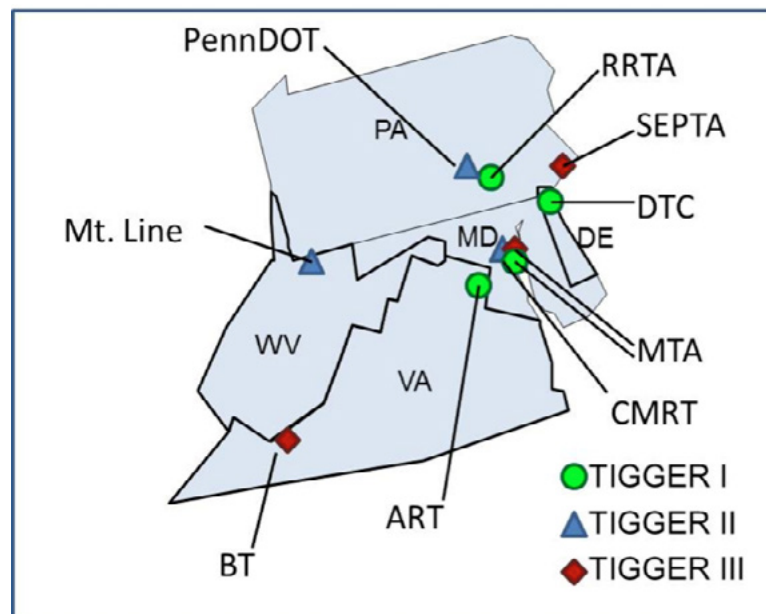 PennDOT
RRTA
PA
SEPTA
DTC
Mt. Line
MD
DE
WV
VA
MTA
CMRT
ART
BT
TIGGER I
TIGGER II
TIGGER III